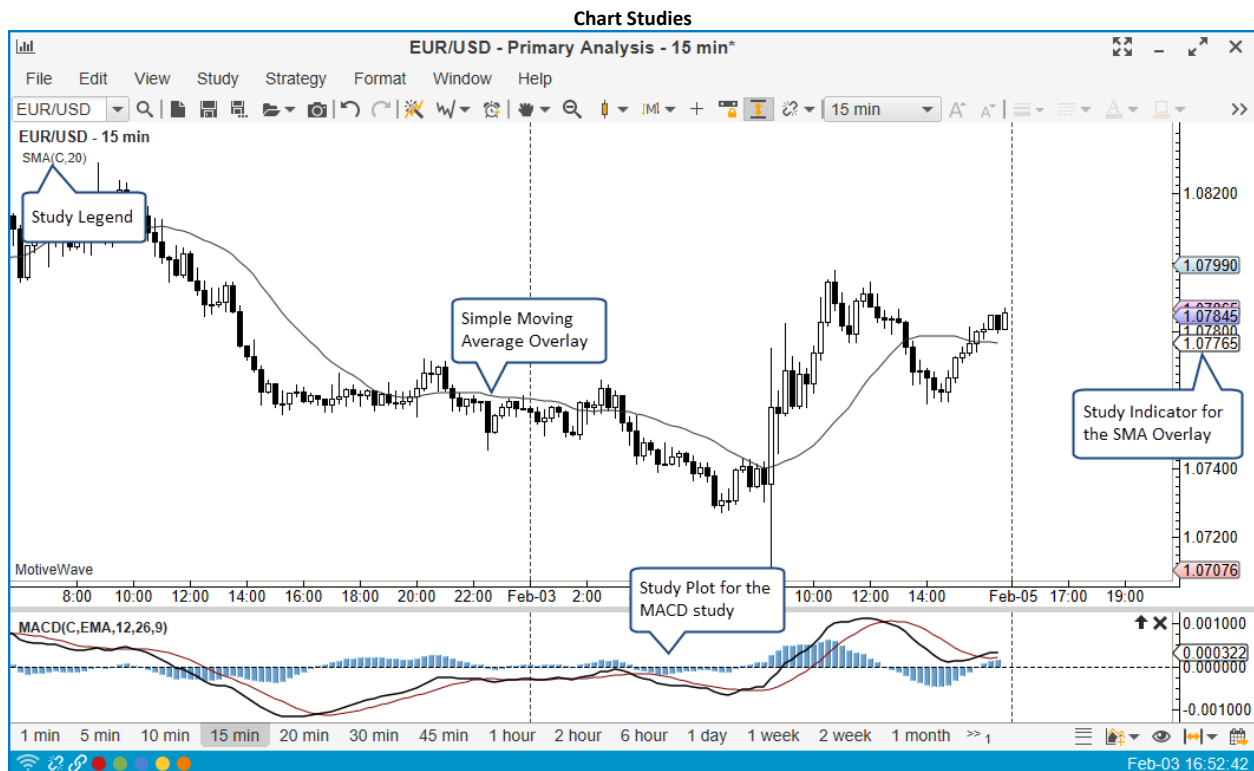 Chart Studies
EUR/USD - Primary Analysis - 15 min*
File Edit View Study Strategy Format Window Help
EUR/USD 15 min
EUR/USD - 15 min
SMA(C,20)
Study Legend
Simple Moving
Average Overlay
1.08200
1.07990
1.07845
1.07800
1.07765
Study Indicator for
the SMA Overlay
1.07400
1.07200
1.07076
MotiveWave
8:00 10:00 12:00 14:00 16:00 18:00 20:00 22:00 Feb-03 2:00 10:00 12:00 14:00 Feb-05 17:00 19:00
Study Plot for the
MACD study
MACD(C,EMA,12,26,9)
0.001000
0.000322
0.000000
-0.001000
1 min 5 min 10 min 15 min 20 min 30 min 45 min 1 hour 2 hour 6 hour 1 day 1 week 2 week 1 month >> 1
Feb-03 16:52:42